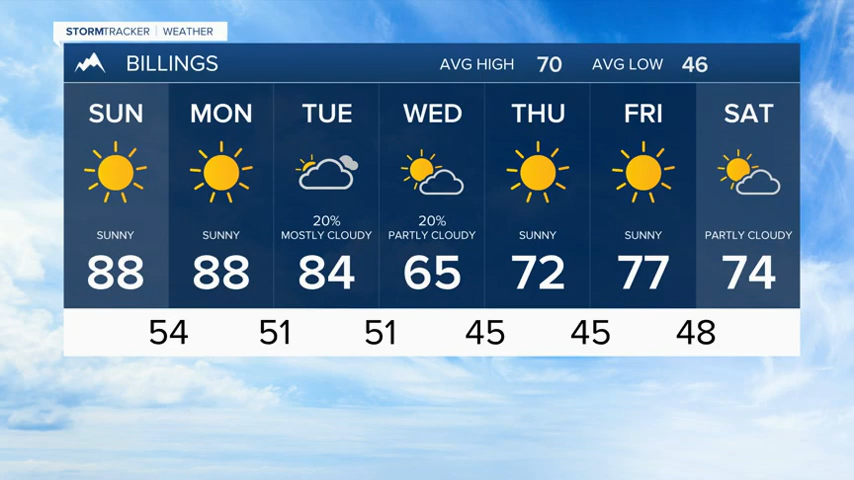 STORMTRACKER | WEATHER
BILLINGS AVG HIGH 70 AVG LOW 46
SUN MON TUE WED THU FRI SAT
20% 20%
SUNNY SUNNY MOSTLY CLOUDY PARTLY CLOUDY SUNNY SUNNY PARTLY CLOUDY
88 88 84 65 72 77 74
54 51 51 45 45 48